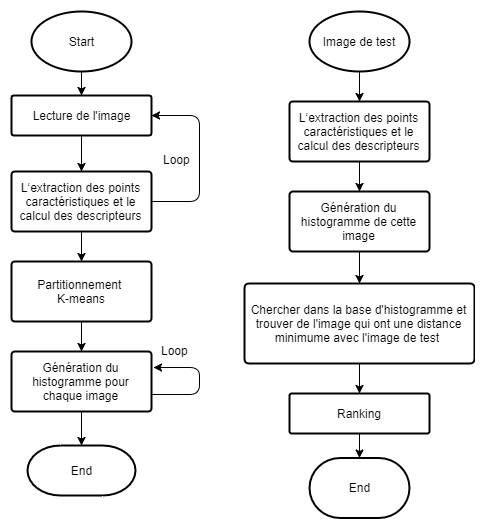 Start
Lecture de l'image
Loop
L'extraction des points
caractéristiques et le
calcul des descripteurs
Partitionnement
K-means
Loop
Génération du
histogramme pour
chaque image
End
Image de test
L'extraction des points
caractéristiques et le
calcul des descripteurs
Génération du
histogramme de cette
image
Chercher dans la base d'histogramme et
trouver de l'image qui ont une distance
minimume avec l'image de test
Ranking
End